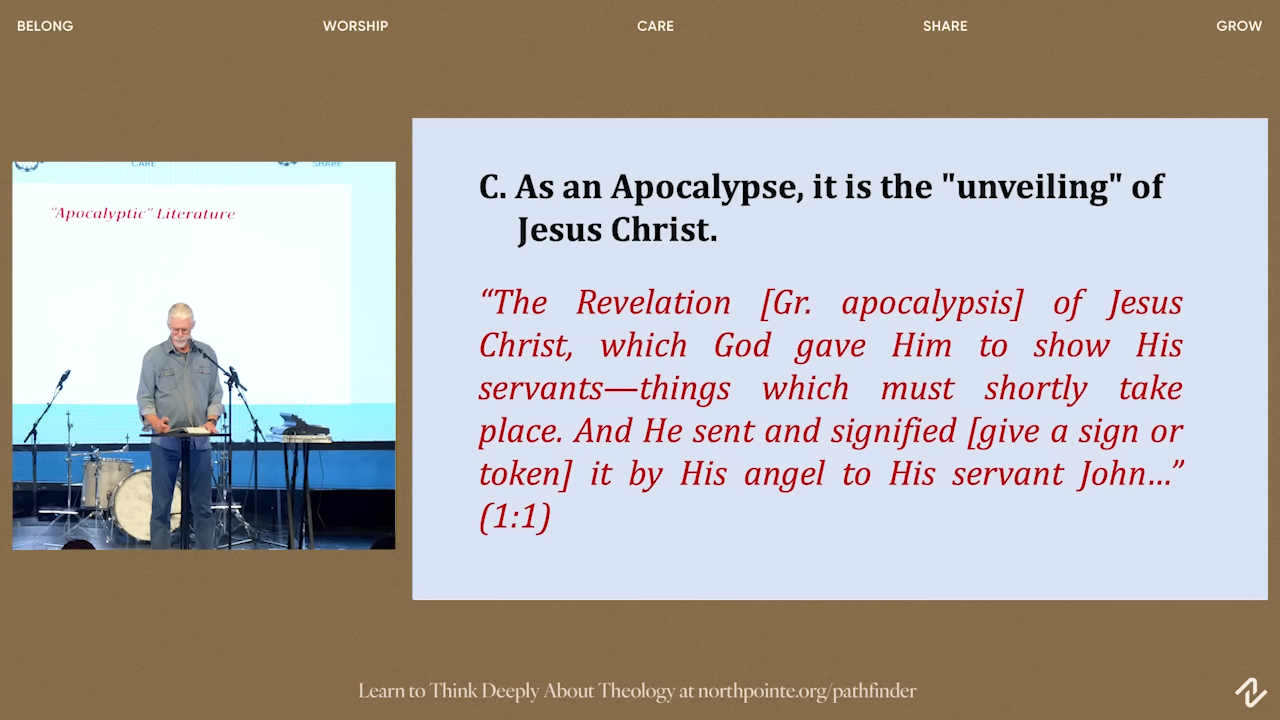 BELONG WORSHIP CARE SHARE GROW
CARE SHARE
"Apocalyptic" Literature
C. As an Apocalypse, it is the "unveiling" of
Jesus Christ.
“The Revelation [Gr. apocalypsis] of Jesus
Christ, which God gave Him to show His
servants—things which must shortly take
place. And He sent and signified [give a sign or
token] it by His angel to His servant John…”
(1:1)
Learn to Think Deeply About Theology at northpointe.org/pathfinder